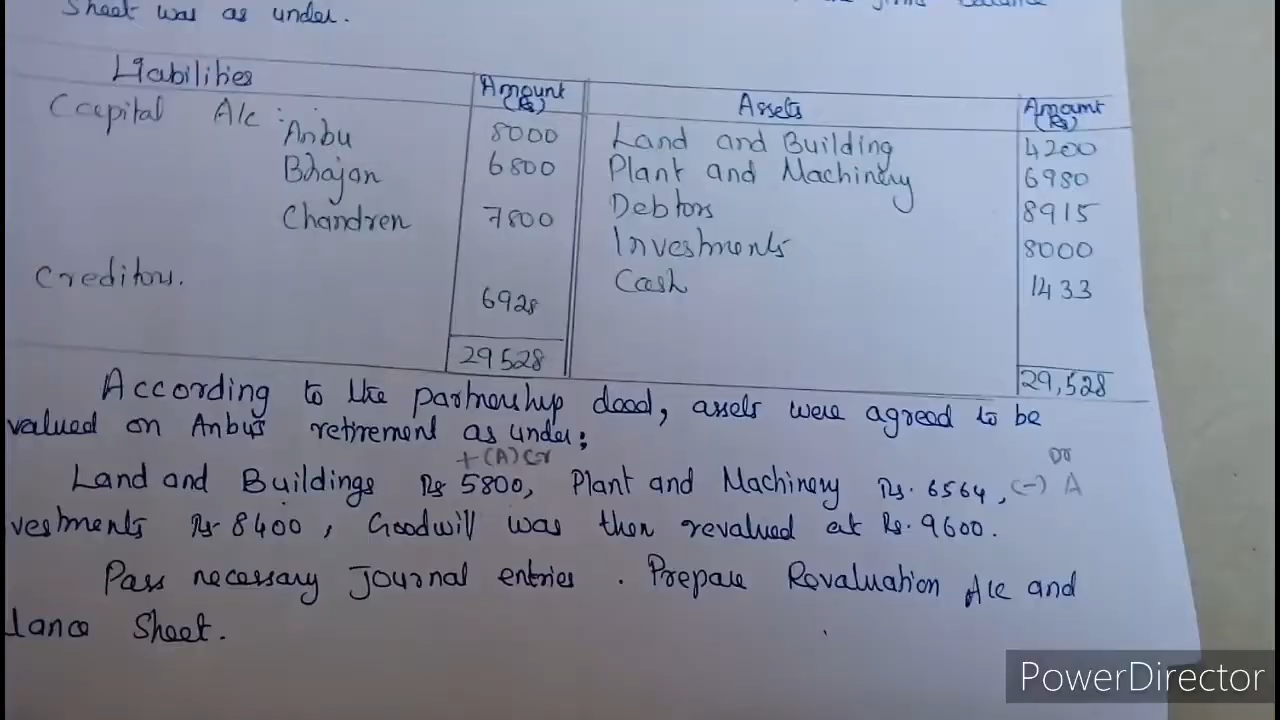 Sheet was as under.
Liabilities Amount (Rs) Assets Amount (Rs)
Capital A/c :
Anbu 8000 Land and Building 4200
Bhajan 6800 Plant and Machinery 6980
Chandren 7800 Debtors 8915
Investments 8000
Creditors. 6928 Cash 1433
29528 29,528
According to the partnership deed, assets were agreed to be
valued on Anbu's retirement as under;
+ (A) Cr Dr
Land and Buildings Rs 5800, Plant and Machinery Rs. 6564, (-) A
vestments Rs 8400, Goodwill was then revalued at Rs. 9600.
Pass necessary Journal entries. Prepare Revaluation A/c and
lance Sheet.
PowerDirector